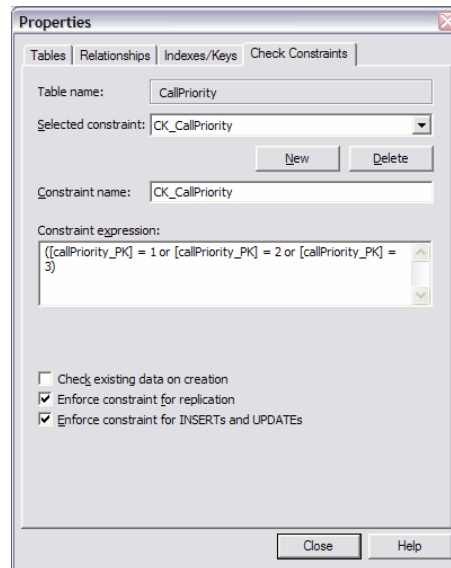 Properties
Tables Relationships Indexes/Keys Check Constraints
Table name: CallPriority
Selected constraint: CK_CallPriority
New Delete
Constraint name: CK_CallPriority
Constraint expression:
([callPriority_PK] = 1 or [callPriority_PK] = 2 or [callPriority_PK] =
3)
Check existing data on creation
Enforce constraint for replication
Enforce constraint for INSERTs and UPDATEs
Close Help